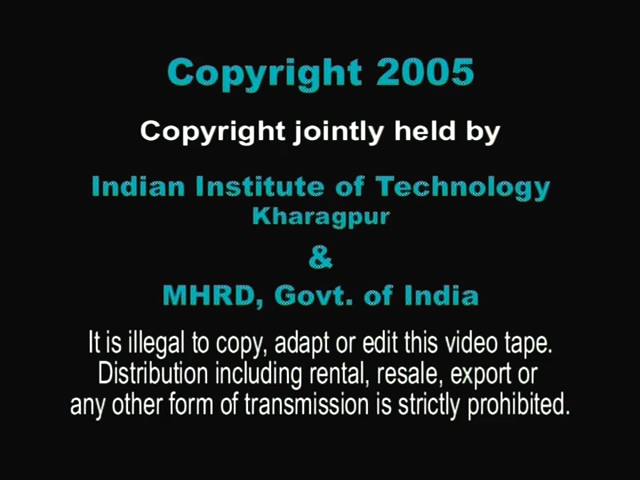 Copyright 2005
Copyright jointly held by
Indian Institute of Technology
Kharagpur
&
MHRD, Govt. of India
It is illegal to copy, adapt or edit this video tape.
Distribution including rental, resale, export or
any other form of transmission is strictly prohibited.